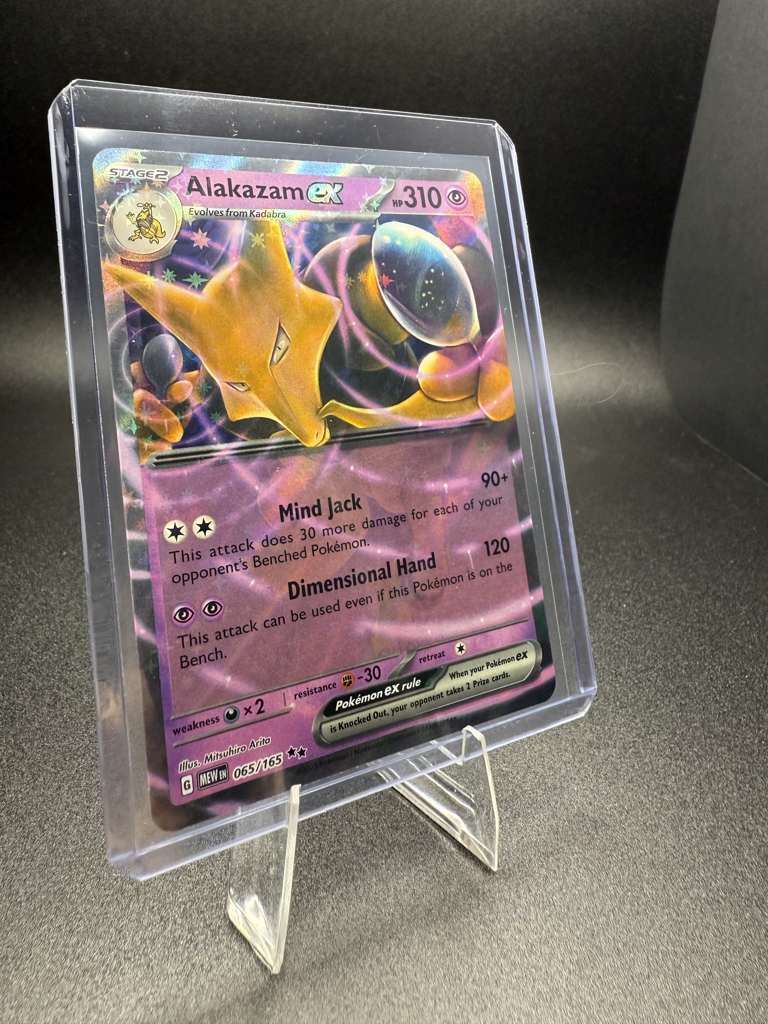 STAGE2
Alakazam ex HP310
Evolves from Kadabra
Mind Jack 90+
This attack does 30 more damage for each of your
opponent's Benched Pokémon.
Dimensional Hand 120
This attack can be used even if this Pokémon is on the
Bench.
weakness ×2 resistance -30 retreat
Pokémon ex rule When your Pokémon ex
is Knocked Out, your opponent takes 2 Prize cards.
Illus. Mitsuhiro Arita
G MEW EN 065/165